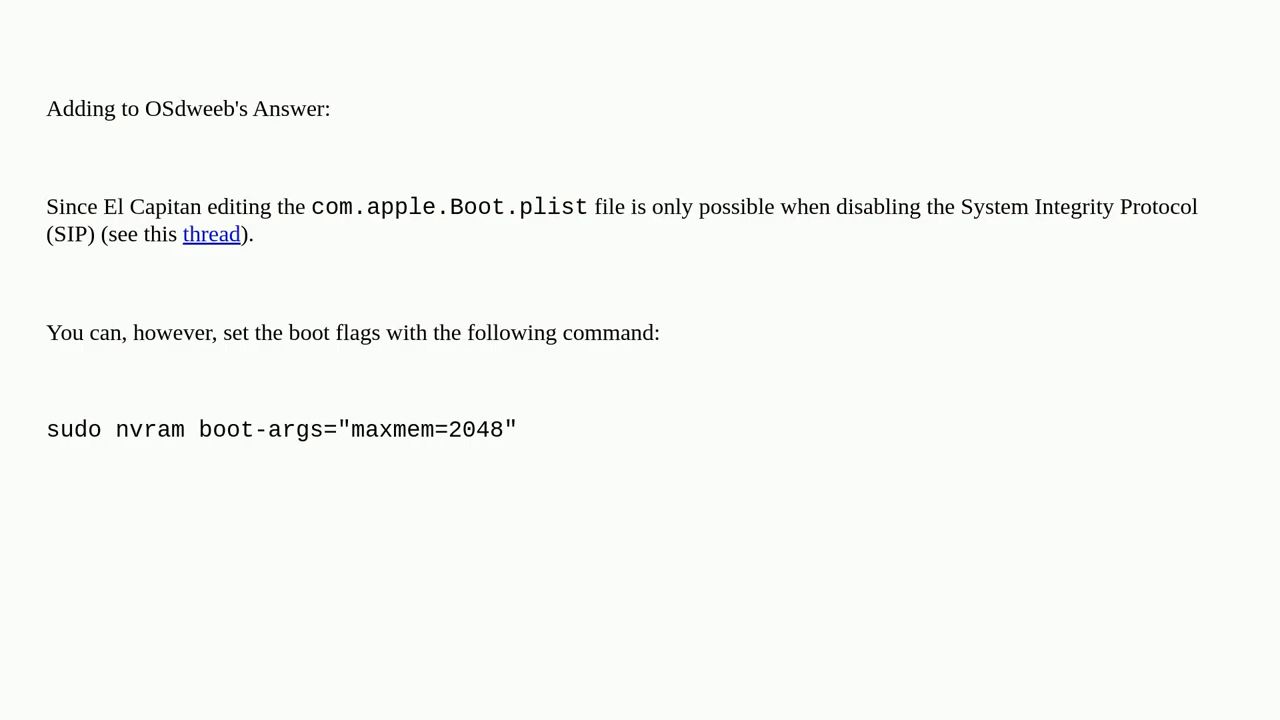 Adding to OSdweeb's Answer:
Since El Capitan editing the com.apple.Boot.plist file is only possible when disabling the System Integrity Protocol
(SIP) (see this thread).
You can, however, set the boot flags with the following command:
sudo nvram boot-args="maxmem=2048"